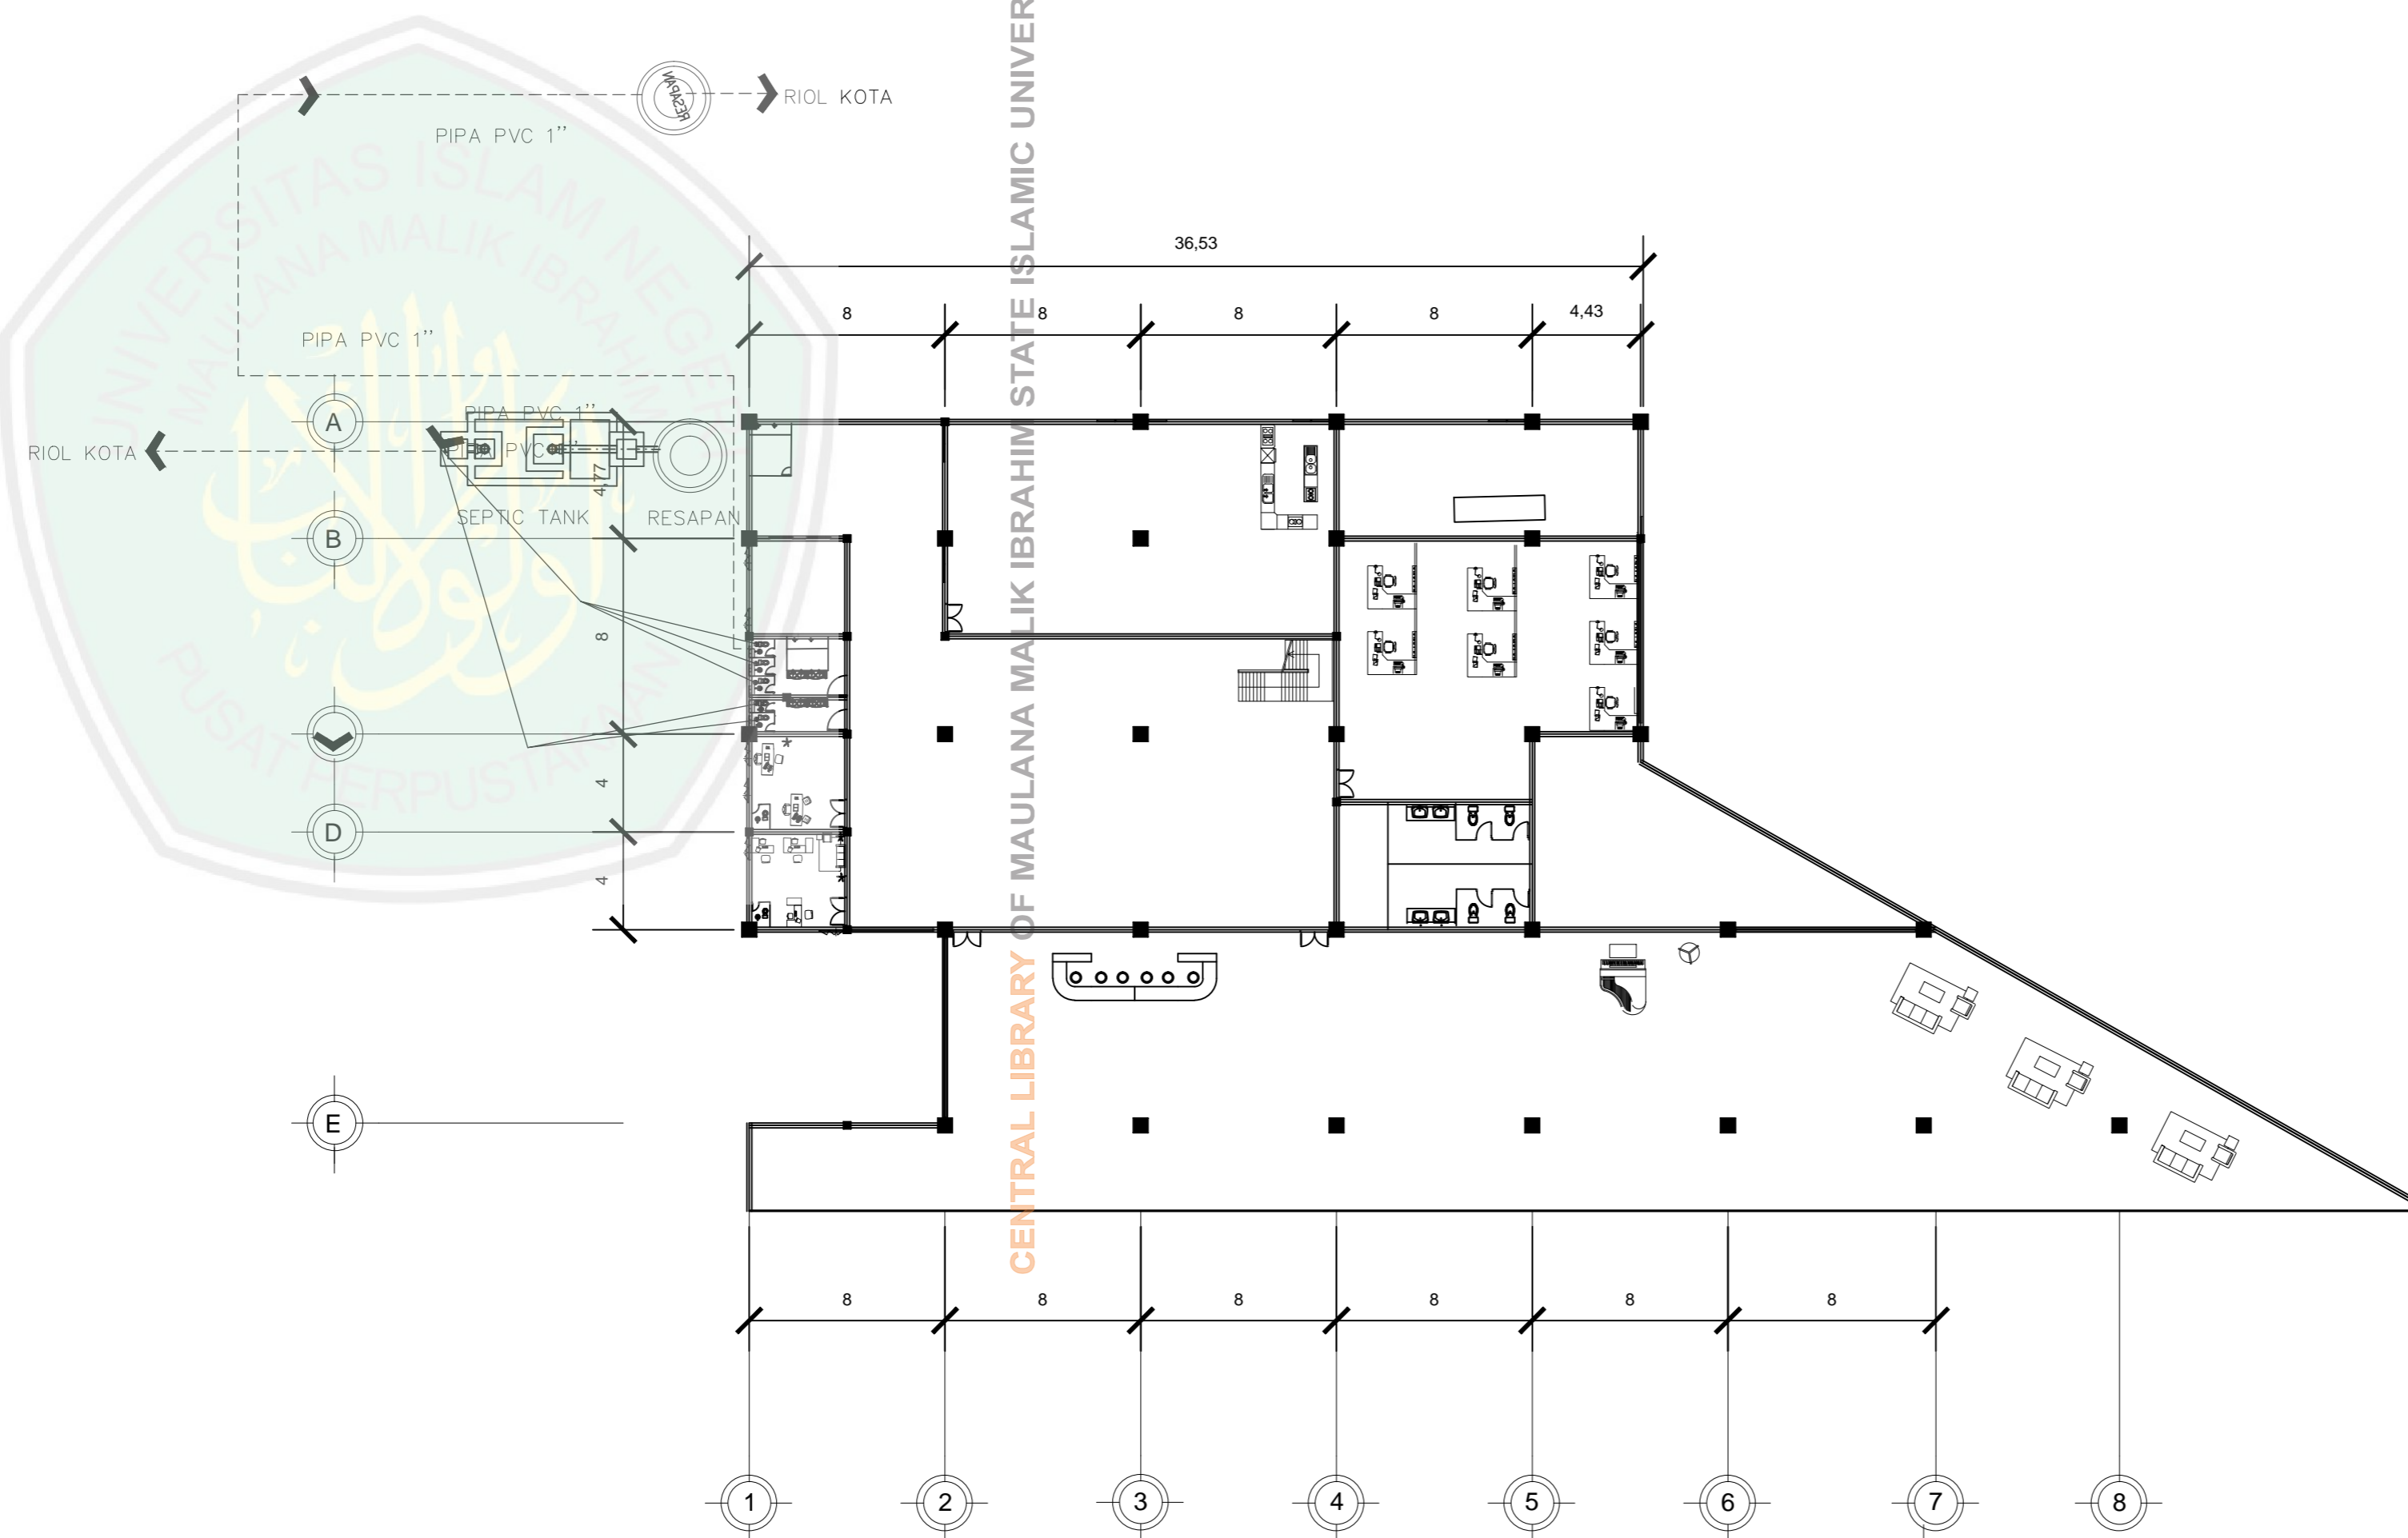 RESAPAN
RIOL KOTA
PIPA PVC 1''
UNIVERSITAS ISLAM NEGERI
MAULANA MALIK IBRAHIM
PUSAT PERPUSTAKAAN
CENTRAL LIBRARY OF MAULANA MALIK IBRAHIM STATE ISLAMIC UNIVER
36,53
8
8
8
8
4,43
PIPA PVC 1''
A
PIPA PVC 1''
RIOL KOTA
4,77
SEPTIC TANK
RESAPAN
B
8
4
D
4
E
8
8
8
8
8
8
1
2
3
4
5
6
7
8